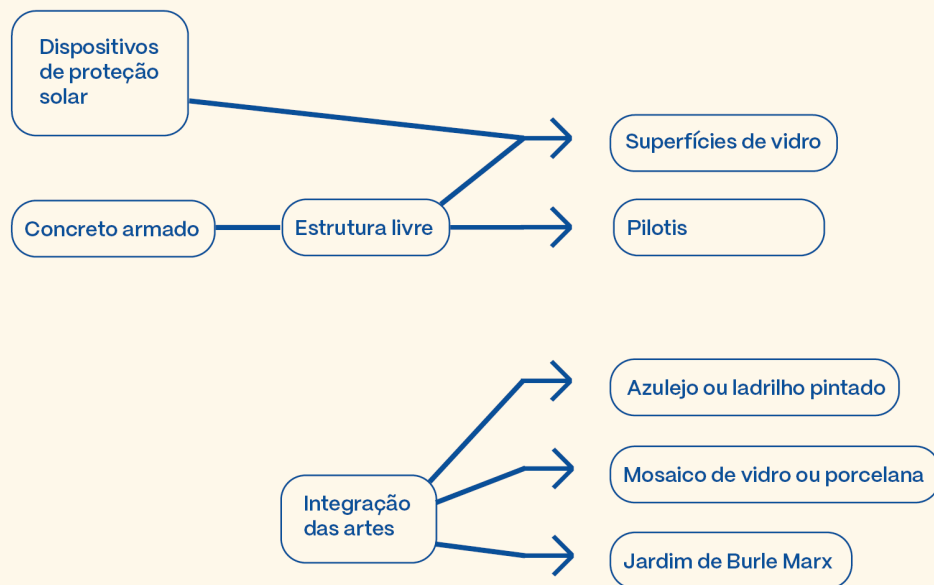 Dispositivos
de proteção
solar
Superfícies de vidro
Concreto armado
Estrutura livre
Pilotis
Azulejo ou ladrilho pintado
Mosaico de vidro ou porcelana
Integração
das artes
Jardim de Burle Marx